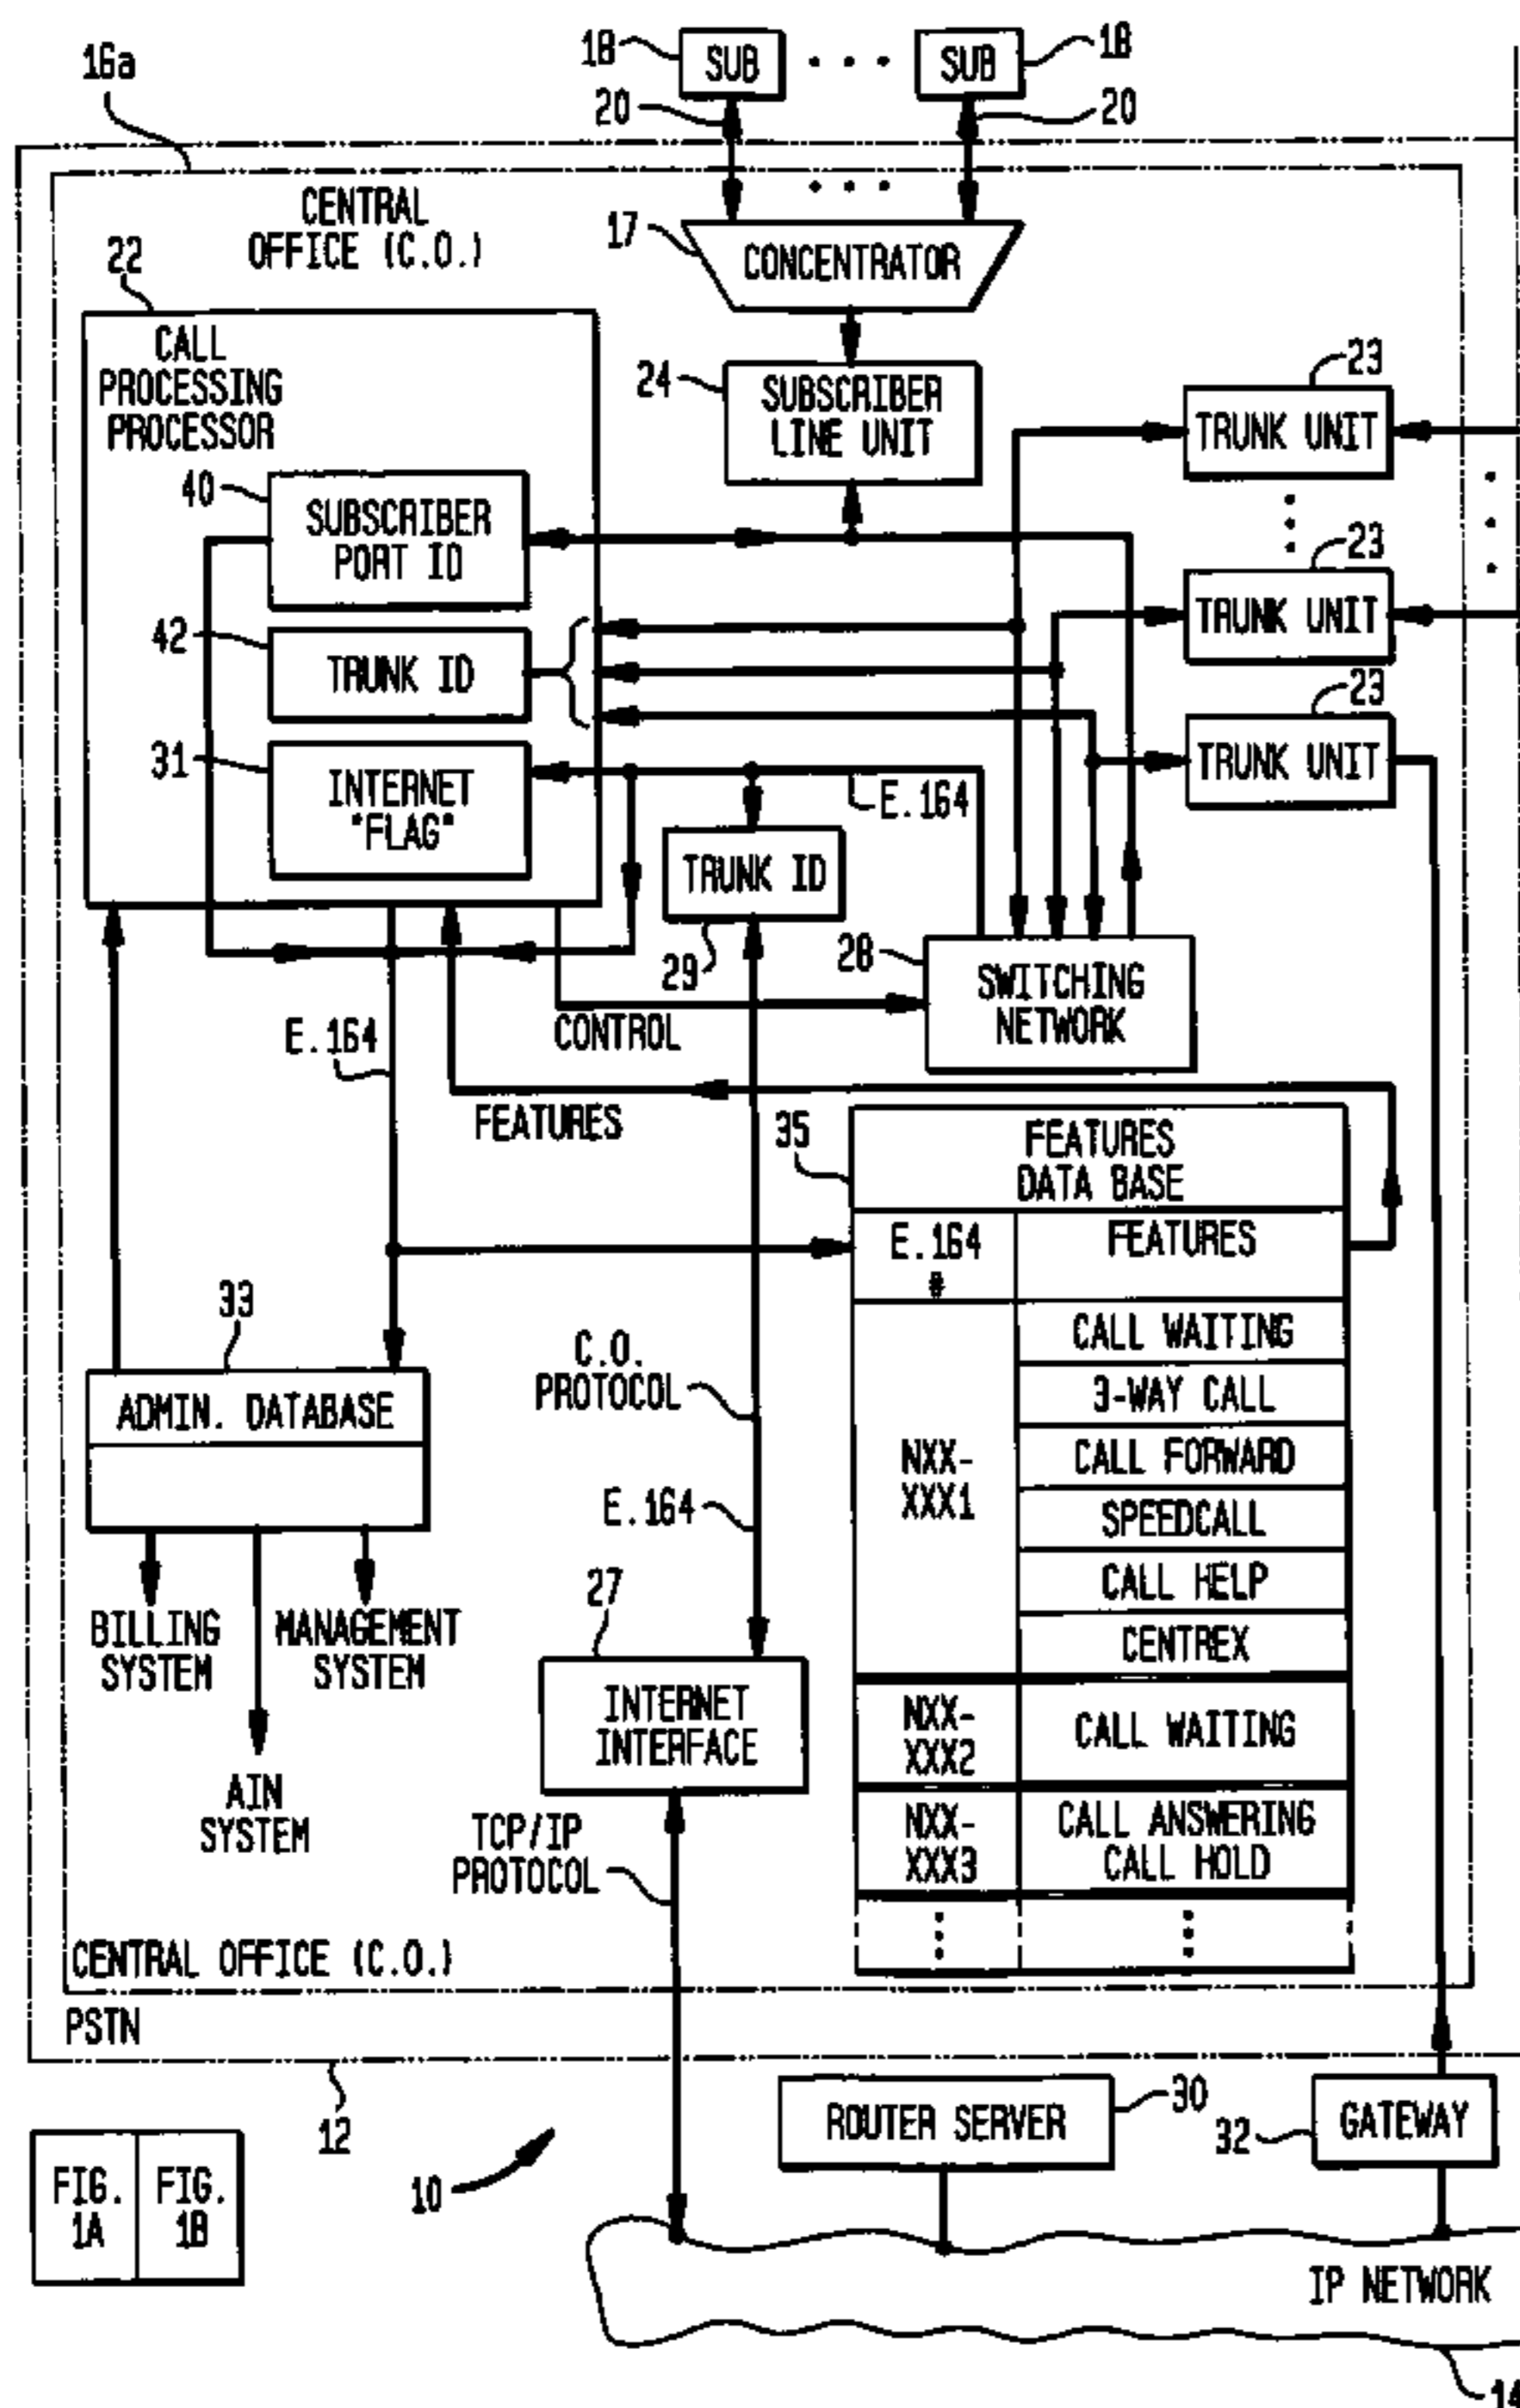 18
SUB
SUB
18
16a
20
20
CENTRAL
OFFICE (C.O.)
17
CONCENTRATOR
22
CALL
PROCESSING
PROCESSOR
24
SUBSCRIBER
LINE UNIT
23
TRUNK UNIT
40
SUBSCRIBER
PORT ID
23
TRUNK UNIT
42
TRUNK ID
23
TRUNK UNIT
31
INTERNET
"FLAG"
E.164
TRUNK ID
29
28
SWITCHING
NETWORK
E.164
CONTROL
FEATURES
35
FEATURES
DATA BASE
E.164
#
FEATURES
33
ADMIN. DATABASE
C.O.
PROTOCOL
E.164
NXX-
XXX1
CALL WAITING
3-WAY CALL
CALL FORWARD
SPEEDCALL
CALL HELP
CENTREX
BILLING
SYSTEM
MANAGEMENT
SYSTEM
AIN
SYSTEM
27
INTERNET
INTERFACE
NXX-
XXX2
CALL WAITING
NXX-
XXX3
CALL ANSWERING
CALL HOLD
TCP/IP
PROTOCOL
CENTRAL OFFICE (C.O.)
PSTN
12
10
ROUTER SERVER
30
32
GATEWAY
FIG.
1A
FIG.
1B
IP NETWORK
14